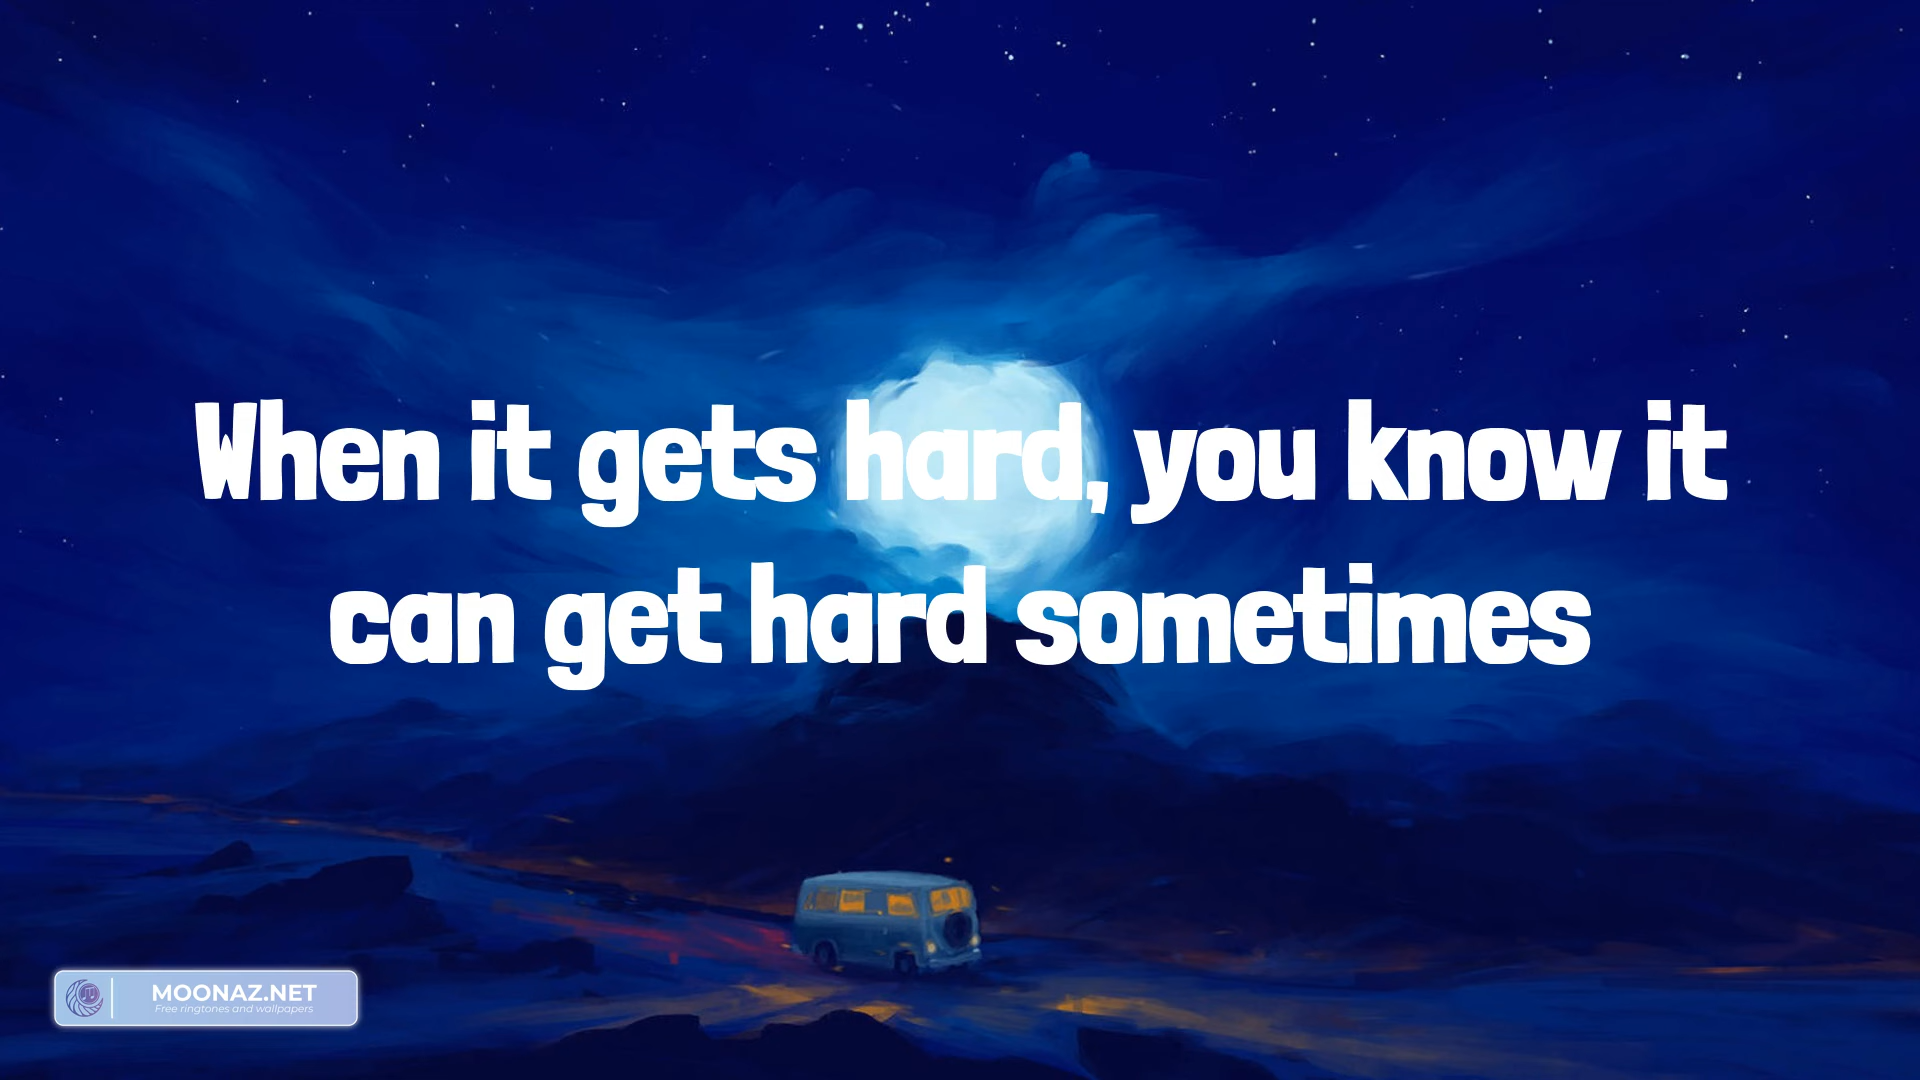 When it gets hard, you know it
can get hard sometimes
MOONAZ.NET
Free ringtones and wallpapers